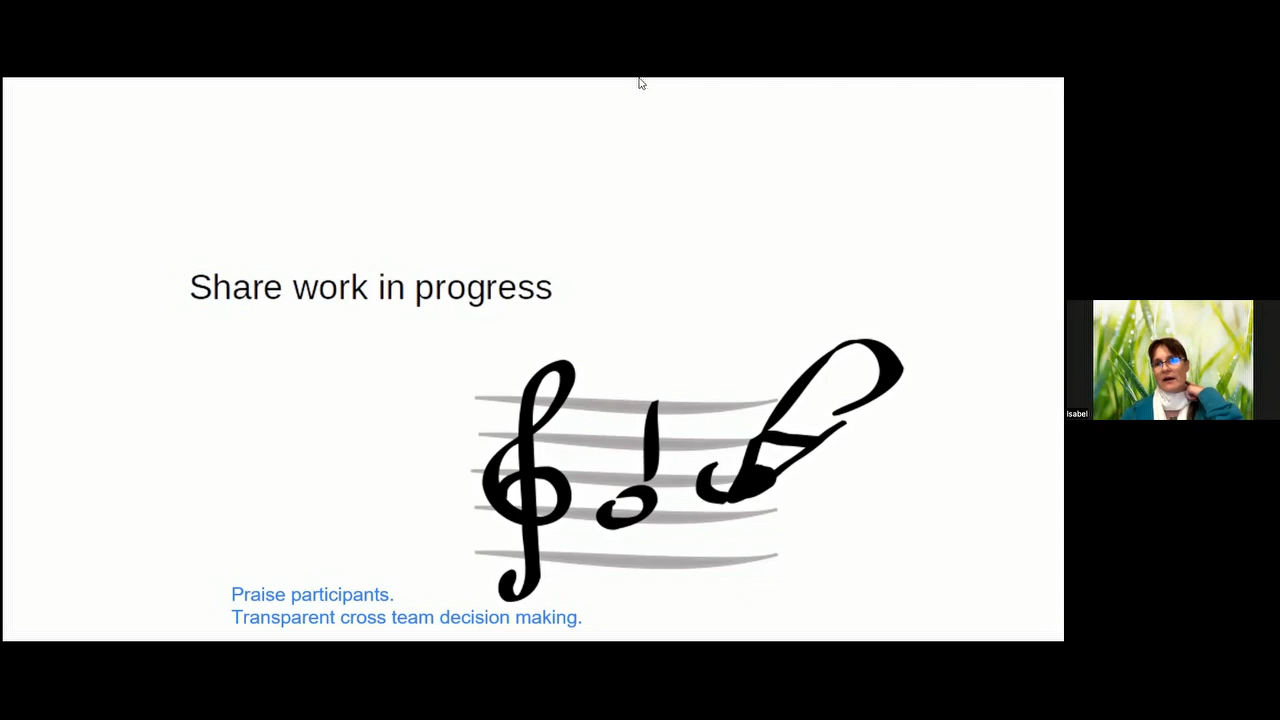 Share work in progress
Praise participants.
Transparent cross team decision making.
Isabel